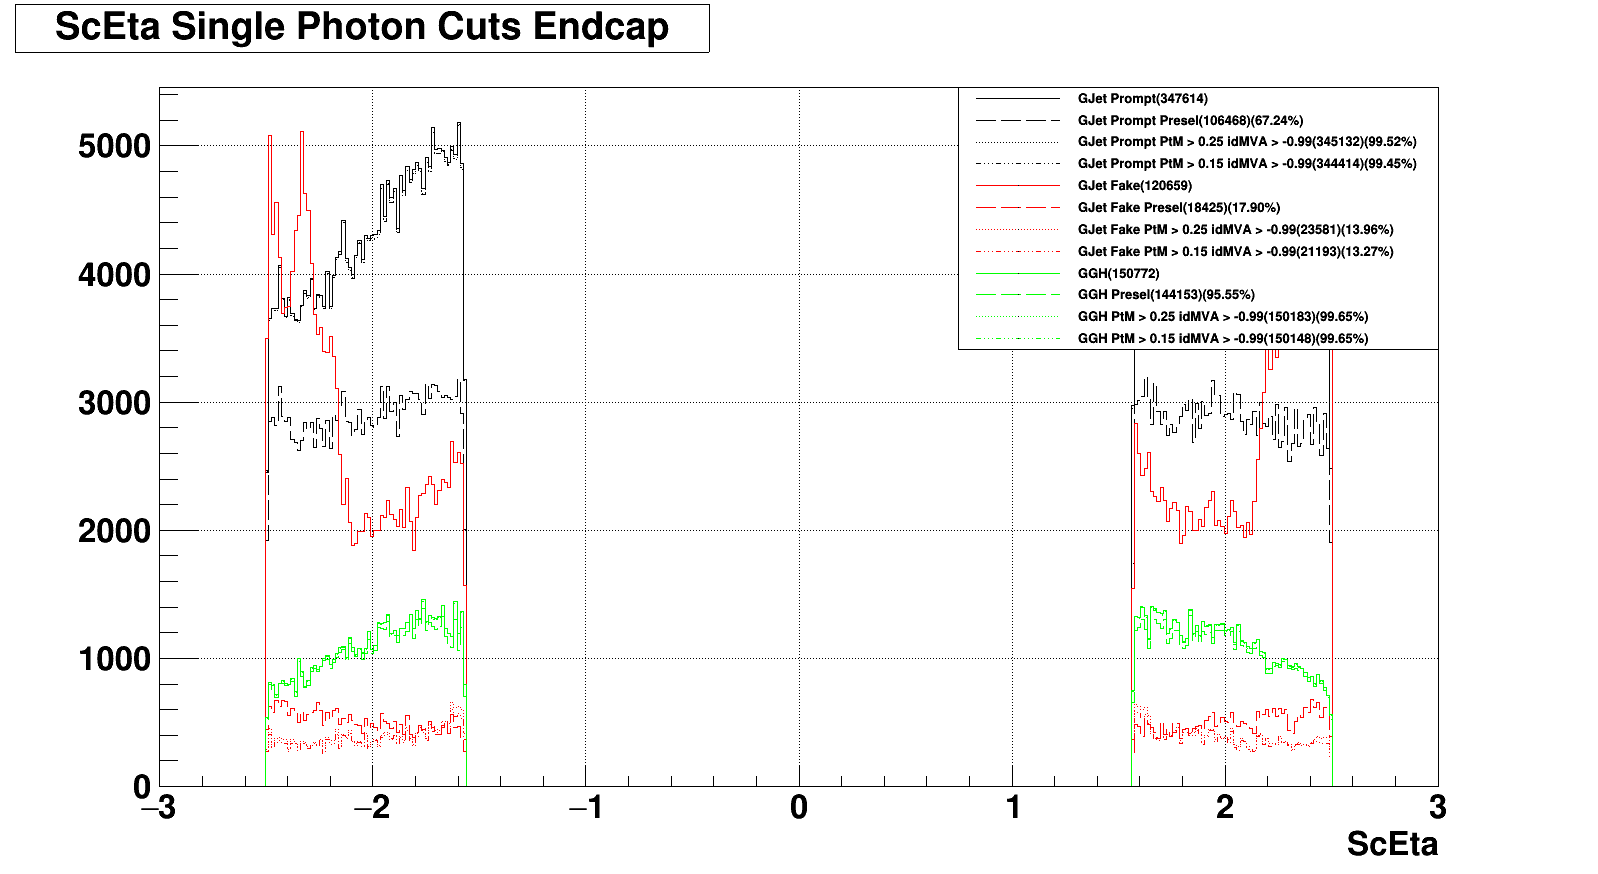 ScEta Single Photon Cuts Endcap
GJet Prompt(347614)
GJet Prompt Presel(106468)(67.24%)
GJet Prompt PtM > 0.25 idMVA > -0.99(345132)(99.52%)
GJet Prompt PtM > 0.15 idMVA > -0.99(344414)(99.45%)
GJet Fake(120659)
GJet Fake Presel(18425)(17.90%)
GJet Fake PtM > 0.25 idMVA > -0.99(23581)(13.96%)
GJet Fake PtM > 0.15 idMVA > -0.99(21193)(13.27%)
GGH(150772)
GGH Presel(144153)(95.55%)
GGH PtM > 0.25 idMVA > -0.99(150183)(99.65%)
GGH PtM > 0.15 idMVA > -0.99(150148)(99.65%)
5000
4000
3000
2000
1000
0
−3 −2 −1 0 1 2 3
ScEta